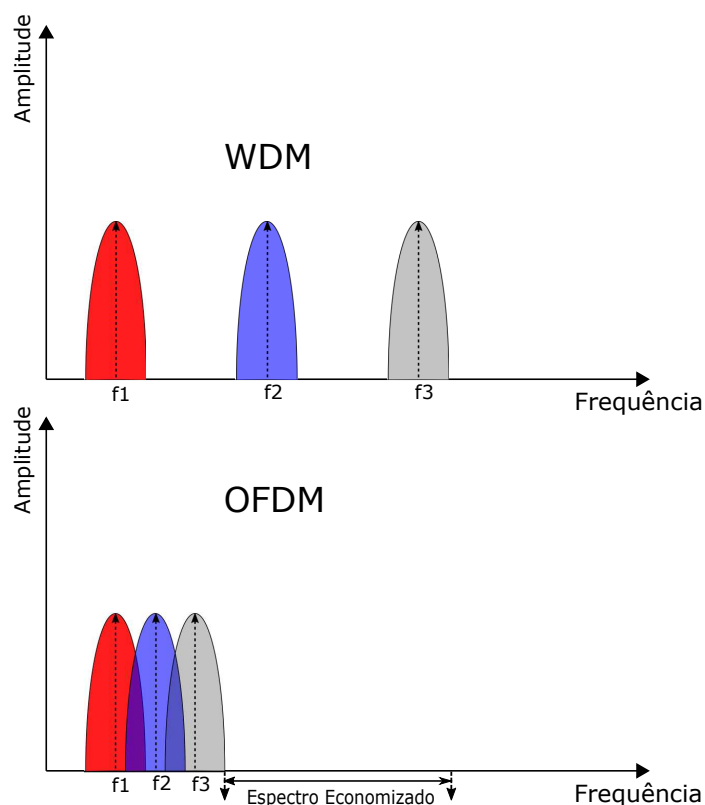 Amplitude
WDM
f1 f2 f3
Frequência
Amplitude
OFDM
f1 f2 f3
Espectro Economizado
Frequência